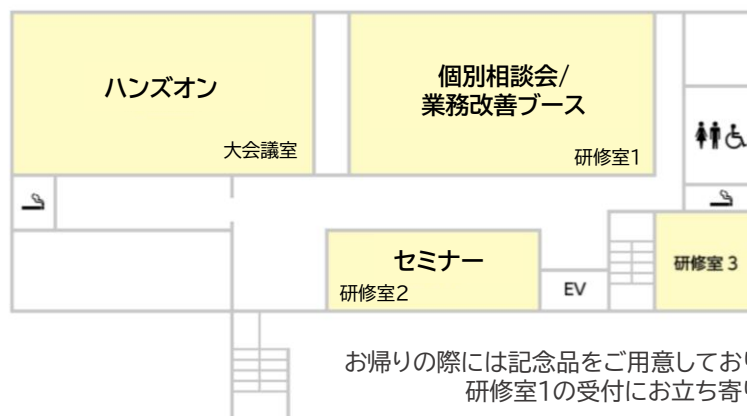 ハンズオン
大会議室
個別相談会/
業務改善ブース
研修室1
セミナー
研修室2
EV
研修室 3
お帰りの際には記念品をご用意してお
研修室1の受付にお立ち寄